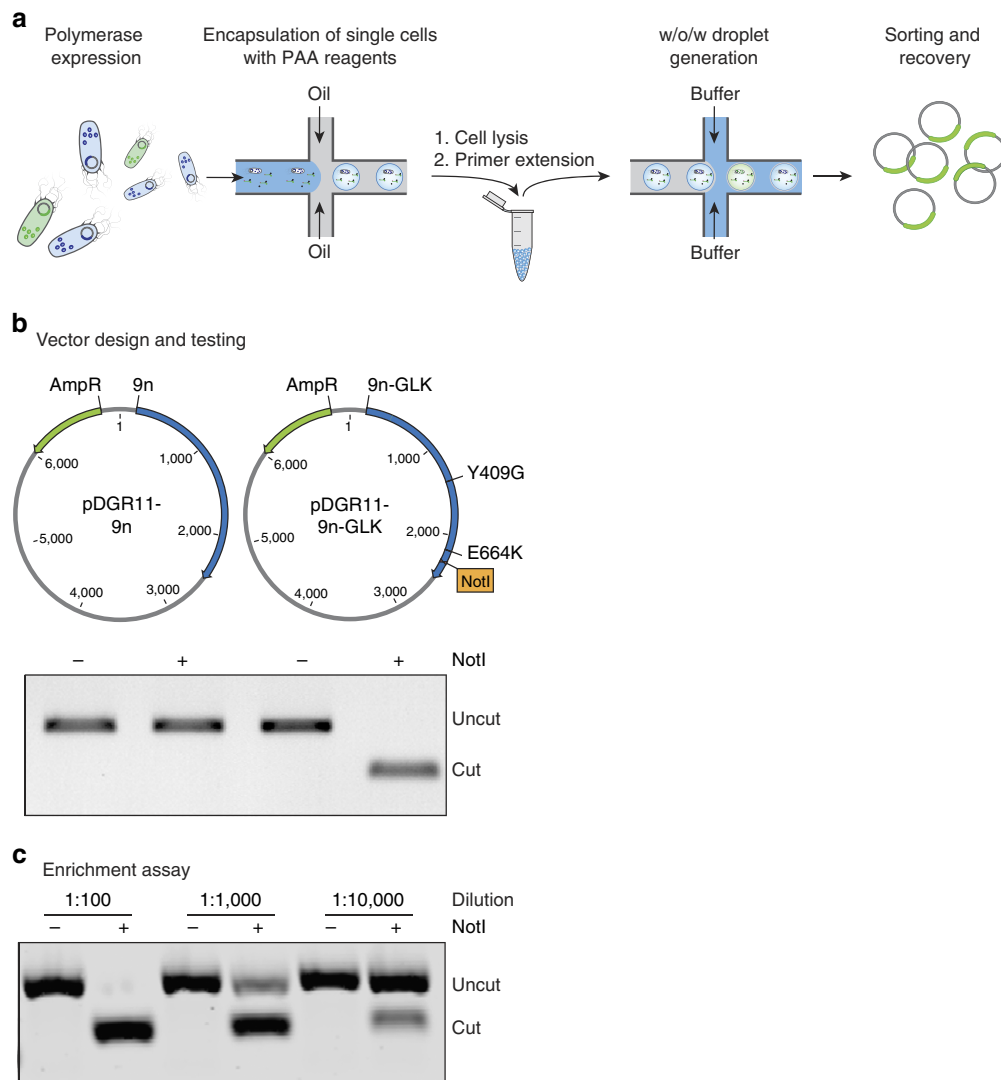 a
Polymerase
expression
Encapsulation of single cells
with PAA reagents
w/o/w droplet
generation
Sorting and
recovery
Oil
Oil
1. Cell lysis
2. Primer extension
Buffer
Buffer
b
Vector design and testing
AmpR 9n
1
1,000
2,000
3,000
4,000
5,000
6,000
pDGR11-
9n
AmpR 9n-GLK
1
1,000
2,000
3,000
4,000
5,000
6,000
pDGR11-
9n-GLK
Y409G
E664K
NotI
– + – + NotI
Uncut
Cut
c
Enrichment assay
1:100 1:1,000 1:10,000 Dilution
– + – + – + NotI
Uncut
Cut